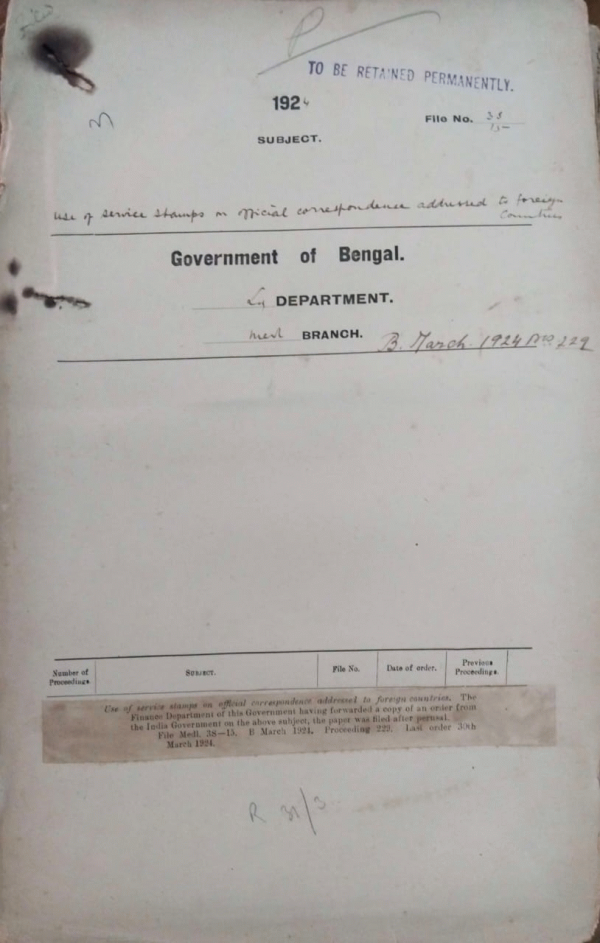 P
TO BE RETAINED PERMANENTLY.
1924
File No. 38
15
SUBJECT.
use of service stamps on official correspondence addressed to foreign
Countries
Government of Bengal.
DEPARTMENT.
Medl BRANCH.
B. March 1924 Nos 229
Number of Proceedings.
SUBJECT.
File No.
Date of order.
Previous Proceedings.
Use of service stamps on official correspondence addressed to foreign countries. The
Finance Department of this Government having forwarded a copy of an order from
the India Government on the above subject, the paper was filed after perusal.
File Medl. 38—15. B March 1924. Proceeding 229. Last order 30th
March 1924.
R 31/3